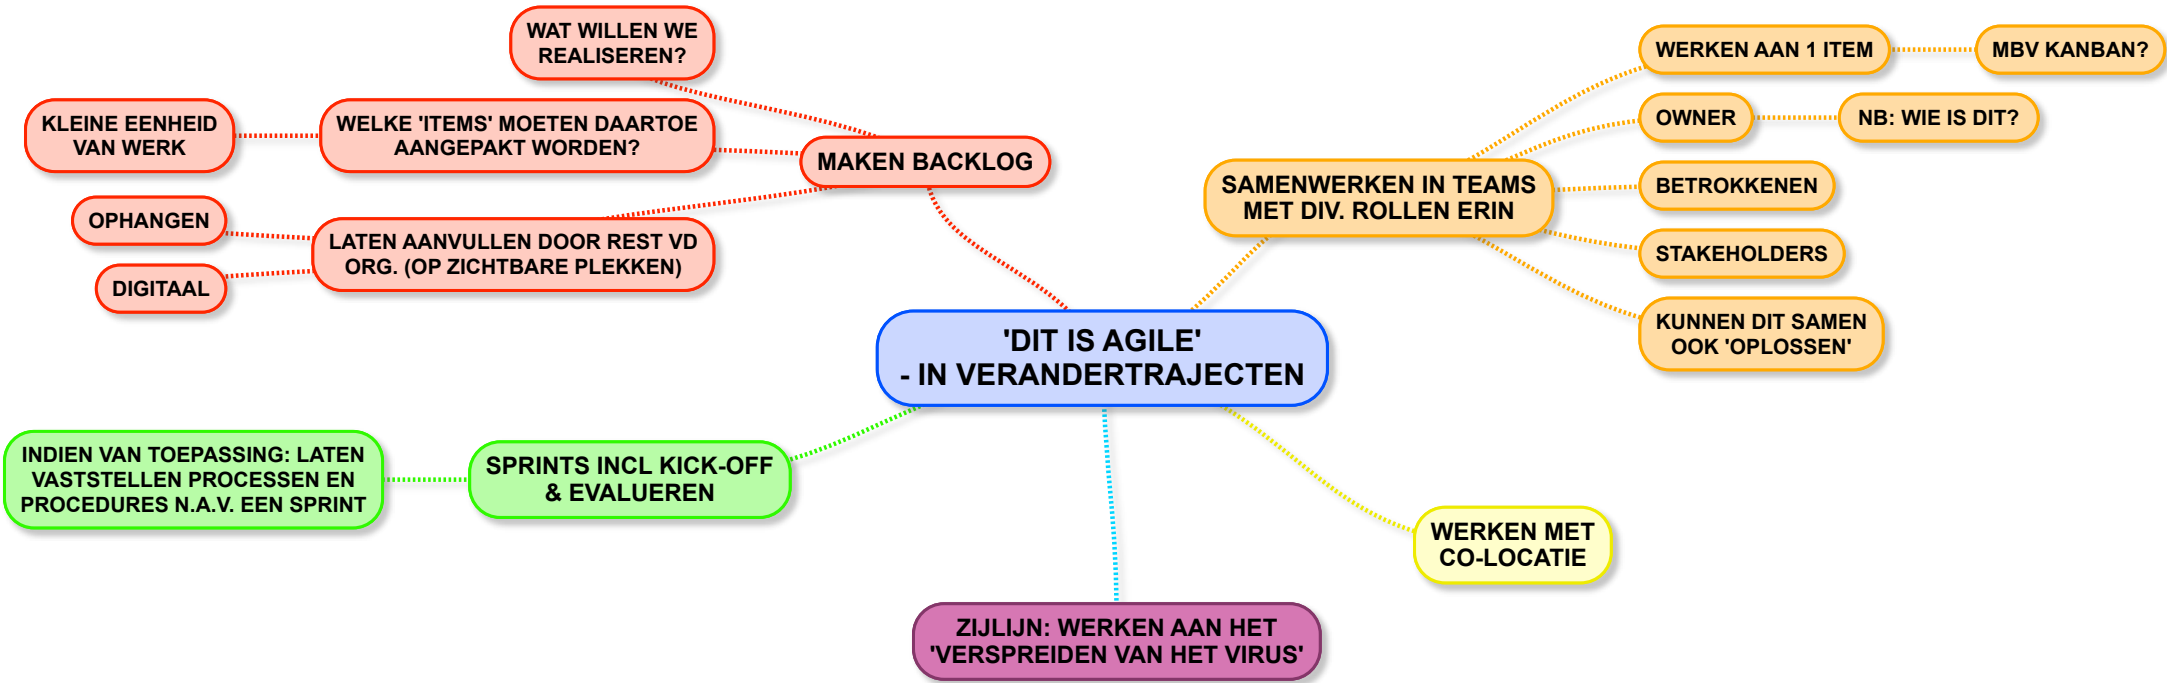 WAT WILLEN WE
REALISEREN?
KLEINE EENHEID
VAN WERK
WELKE 'ITEMS' MOETEN DAARTOE
AANGEPAKT WORDEN?
MAKEN BACKLOG
OPHANGEN
DIGITAAL
LATEN AANVULLEN DOOR REST VD
ORG. (OP ZICHTBARE PLEKKEN)
WERKEN AAN 1 ITEM
MBV KANBAN?
OWNER
NB: WIE IS DIT?
SAMENWERKEN IN TEAMS
MET DIV. ROLLEN ERIN
BETROKKENEN
STAKEHOLDERS
KUNNEN DIT SAMEN
OOK 'OPLOSSEN'
'DIT IS AGILE'
- IN VERANDERTRAJECTEN
INDIEN VAN TOEPASSING: LATEN
VASTSTELLEN PROCESSEN EN
PROCEDURES N.A.V. EEN SPRINT
SPRINTS INCL KICK-OFF
& EVALUEREN
WERKEN MET
CO-LOCATIE
ZIJLIJN: WERKEN AAN HET
'VERSPREIDEN VAN HET VIRUS'